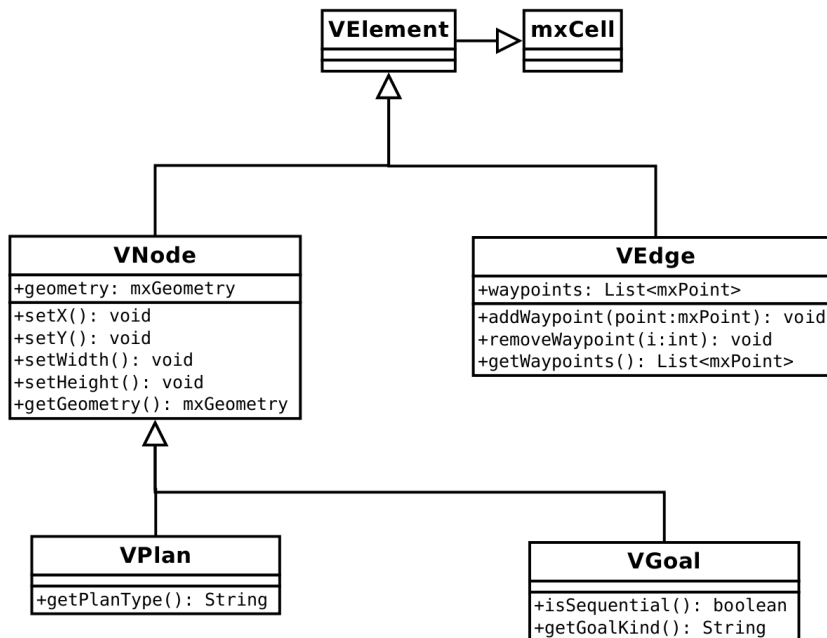 VElement
mxCell
VNode
+geometry: mxGeometry
+setX(): void
+setY(): void
+setWidth(): void
+setHeight(): void
+getGeometry(): mxGeometry
VEdge
+waypoints: List<mxPoint>
+addWaypoint(point:mxPoint): void
+removeWaypoint(i:int): void
+getWaypoints(): List<mxPoint>
VPlan
+getPlanType(): String
VGoal
+isSequential(): boolean
+getGoalKind(): String